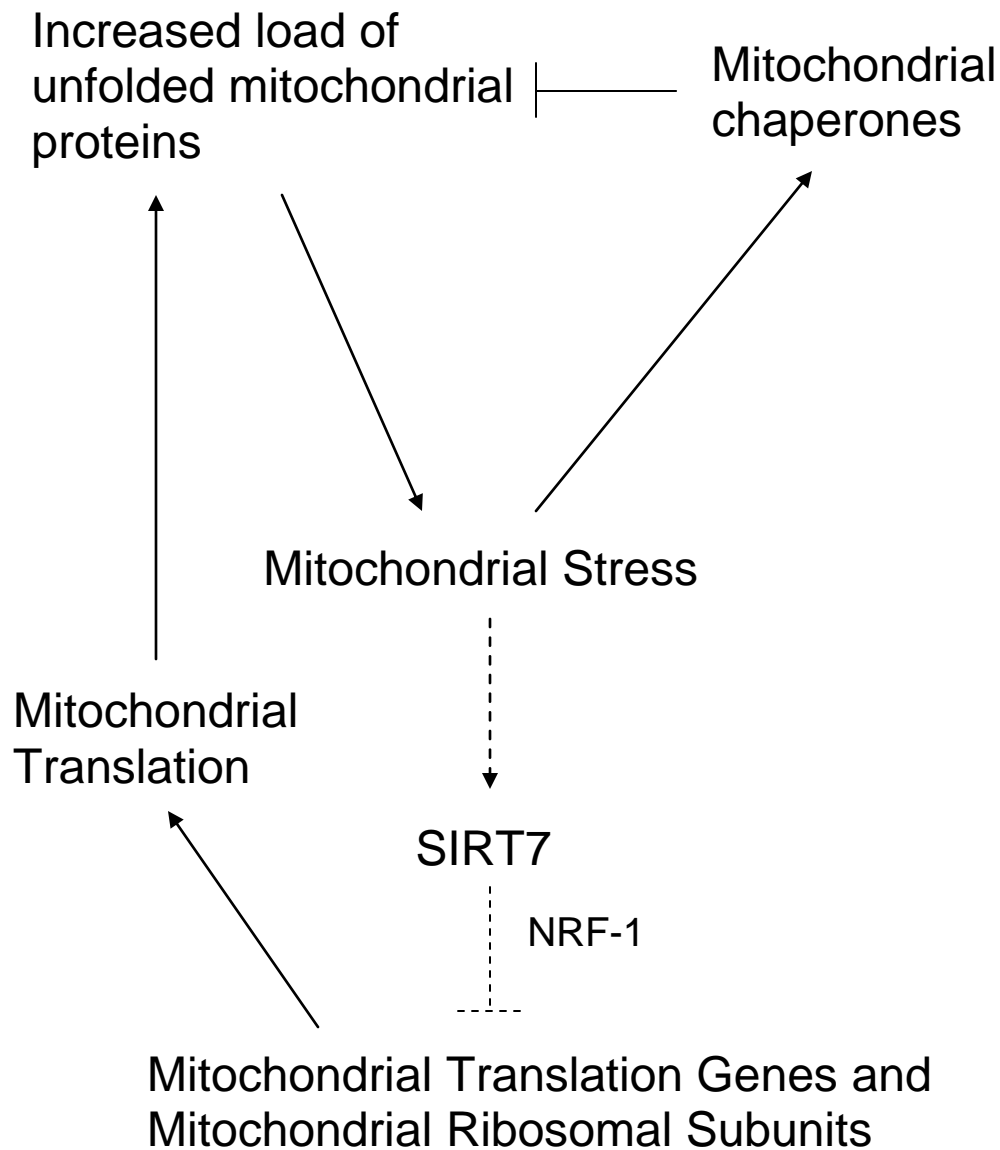 Increased load of
unfolded mitochondrial
proteins
Mitochondrial
chaperones
Mitochondrial Stress
Mitochondrial
Translation
SIRT7
NRF-1
Mitochondrial Translation Genes and
Mitochondrial Ribosomal Subunits